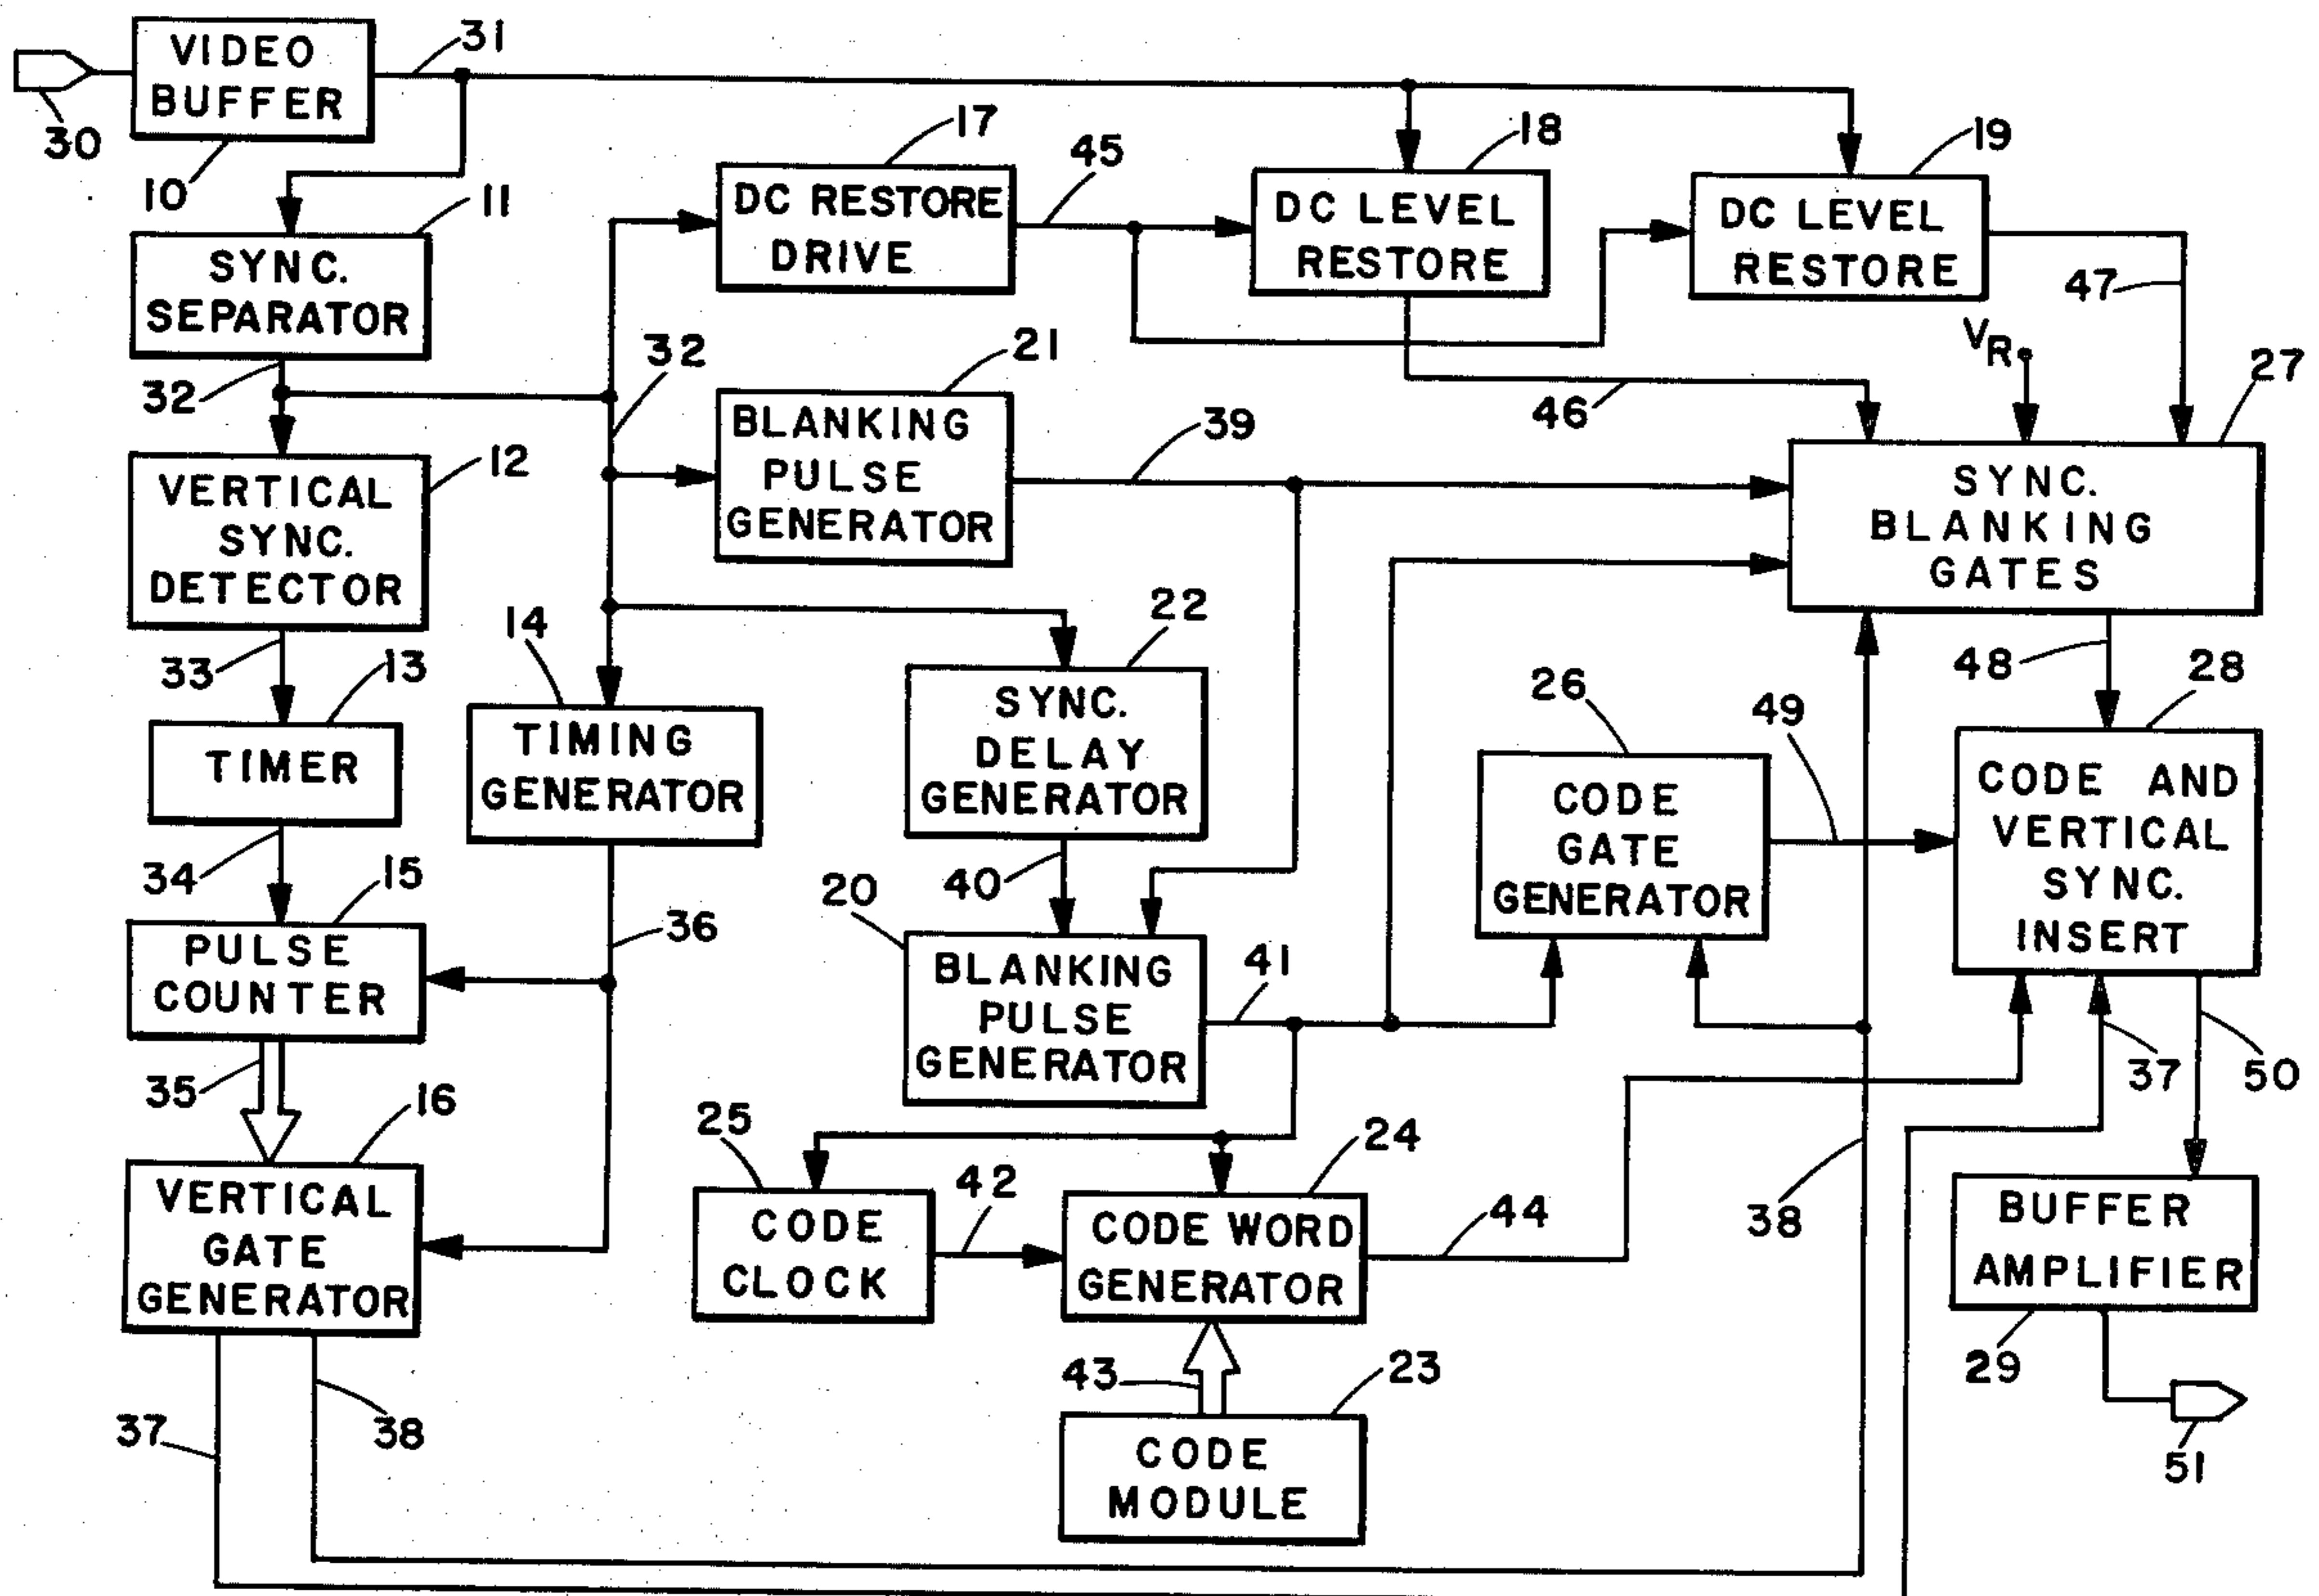 VIDEO
BUFFER
31
30
10
17
45
18
19
11
DC RESTORE
DRIVE
DC LEVEL
RESTORE
DC LEVEL
RESTORE
SYNC.
SEPARATOR
47
32
32
21
VR
27
46
39
BLANKING
PULSE
GENERATOR
12
VERTICAL
SYNC.
DETECTOR
SYNC.
BLANKING
GATES
14
22
33
13
48
28
26
49
TIMER
TIMING
GENERATOR
SYNC.
DELAY
GENERATOR
CODE
GATE
GENERATOR
CODE AND
VERTICAL
SYNC.
INSERT
34
15
20
40
36
41
PULSE
COUNTER
BLANKING
PULSE
GENERATOR
35
16
37
50
25
42
24
44
38
VERTICAL
GATE
GENERATOR
CODE
CLOCK
CODE WORD
GENERATOR
BUFFER
AMPLIFIER
43
23
29
37
38
CODE
MODULE
51